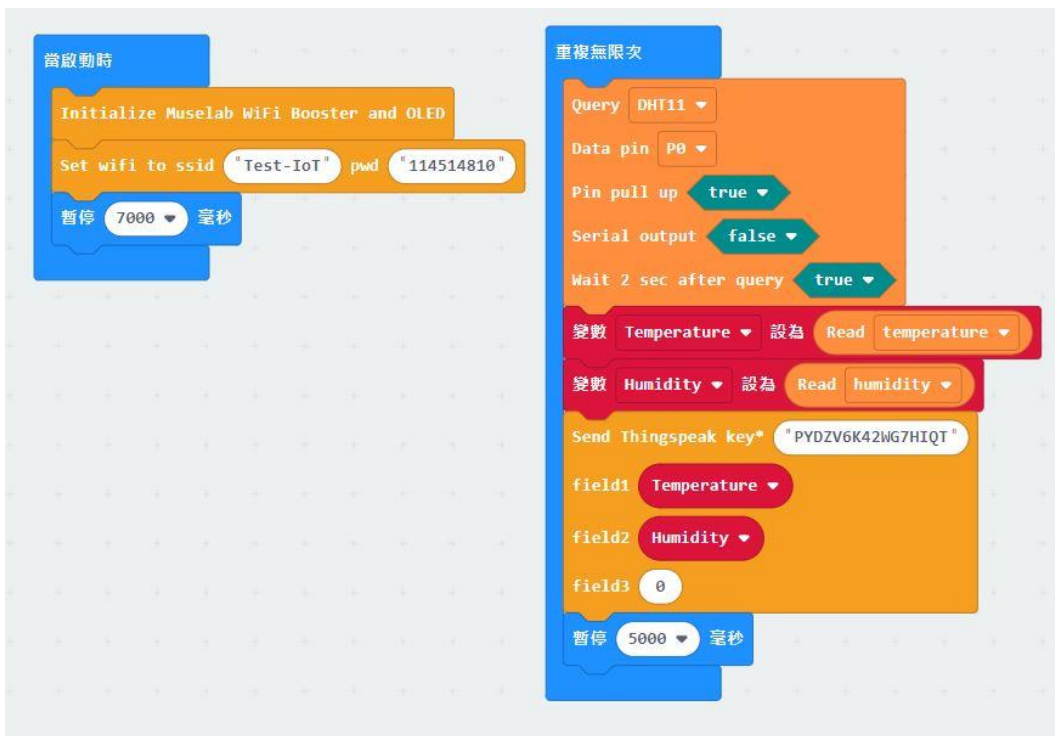 當啟動時
Initialize Muselab WiFi Booster and OLED
Set wifi to ssid "Test-IoT" pwd "114514810"
暫停 7000 毫秒
重複無限次
Query DHT11
Data pin P0
Pin pull up true
Serial output false
Wait 2 sec after query true
變數 Temperature 設為 Read temperature
變數 Humidity 設為 Read humidity
Send Thingspeak key* "PYDZV6K42WG7HIQT"
field1 Temperature
field2 Humidity
field3 0
暫停 5000 毫秒